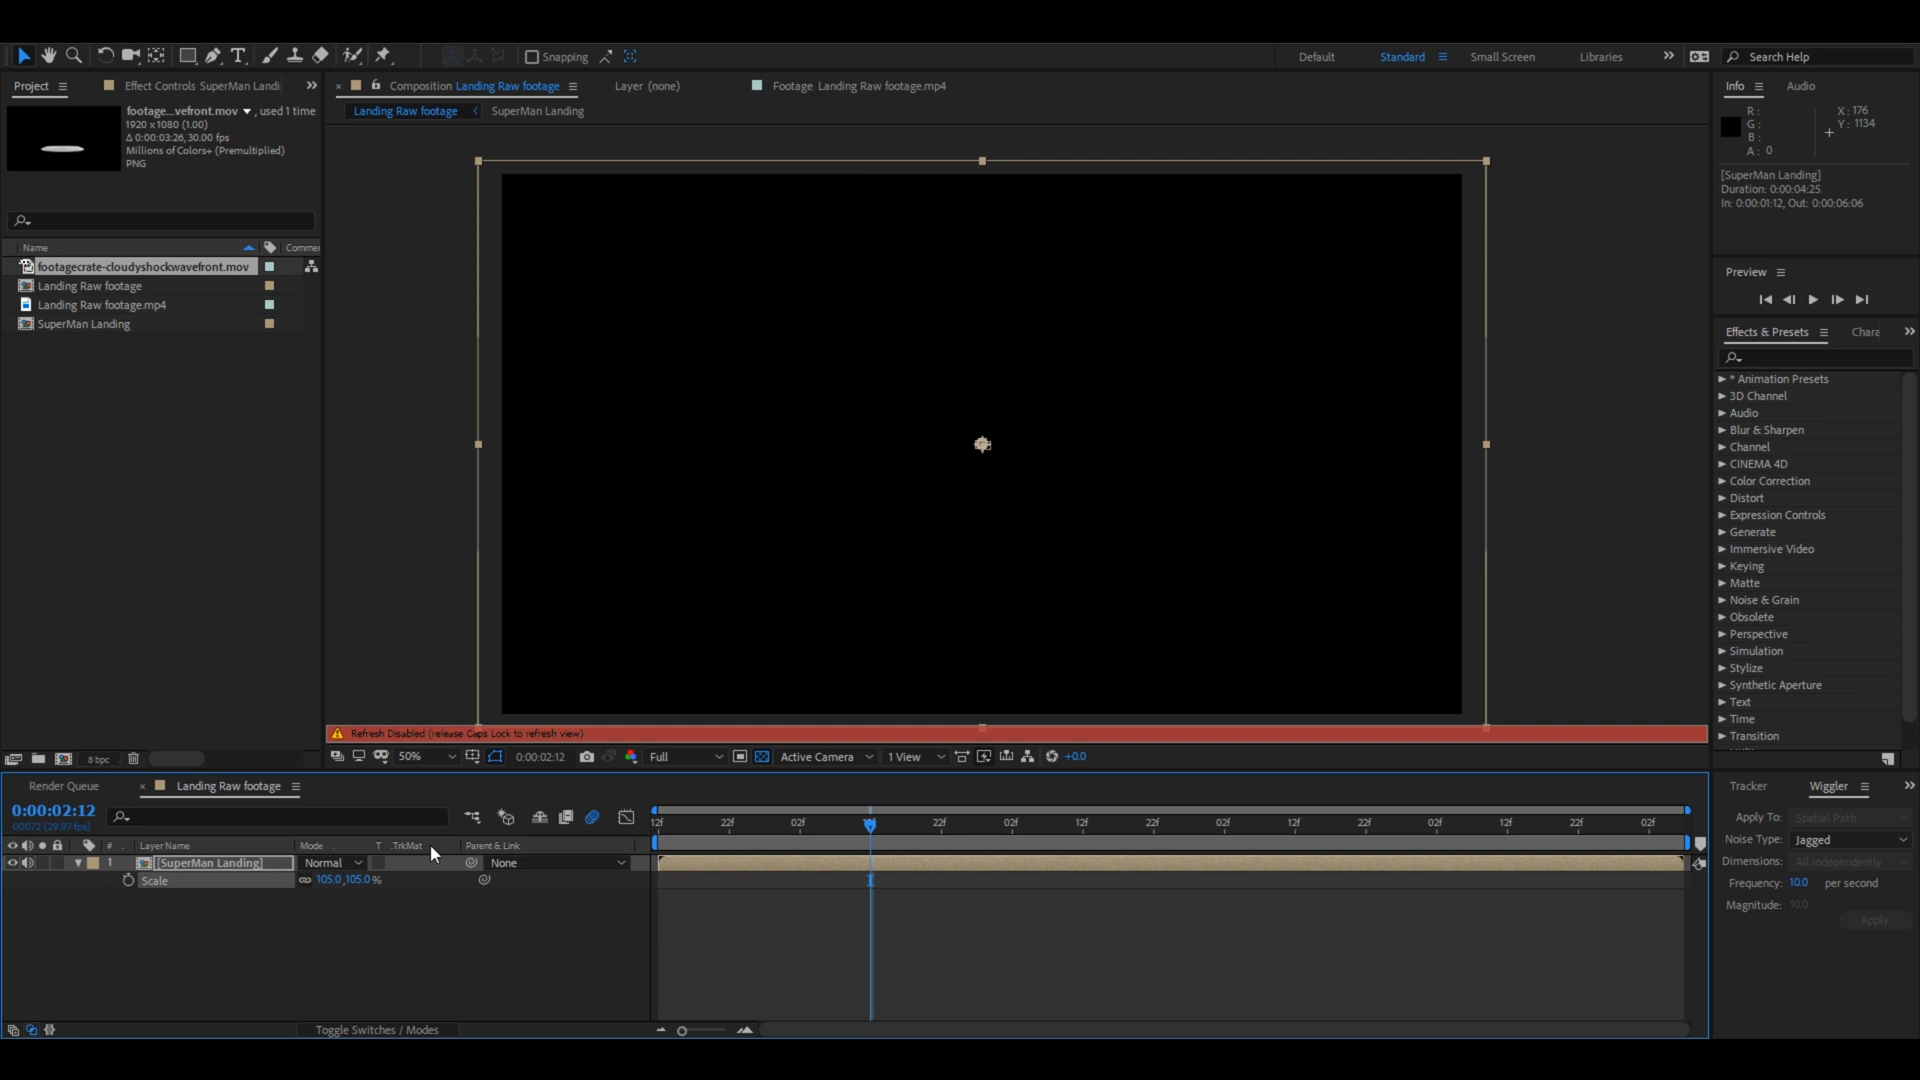 Snapping
Default
Standard
Small Screen
Libraries
Search Help
Project
Effect Controls SuperMan Landi
Composition Landing Raw footage
Layer (none)
Footage Landing Raw footage.mp4
Info
Audio
footage...vefront.mov , used 1 time
1920 x1080 (1.00)
Δ 0:00:03:26, 30.00 fps
Millions of Colors+ (Premultiplied)
PNG
Landing Raw footage
SuperMan Landing
R:
G:
B:
A: 0
X: 176
Y: 1134
[SuperMan Landing]
Duration: 0:00:04:25
In: 0:00:01:12, Out: 0:00:06:06
Name
Comme
footagecrate-cloudyshockwavefront.mov
Landing Raw footage
Landing Raw footage.mp4
SuperMan Landing
Preview
Effects & Presets
Chara
* Animation Presets
3D Channel
Audio
Blur & Sharpen
Channel
CINEMA 4D
Color Correction
Distort
Expression Controls
Generate
Immersive Video
Keying
Matte
Noise & Grain
Obsolete
Perspective
Simulation
Stylize
Synthetic Aperture
Text
Time
Transition
Refresh Disabled (release Caps Lock to refresh view)
8 bpc
50%
0:00:02:12
Full
Active Camera
1 View
+0.0
Render Queue
Landing Raw footage
Tracker
Wiggler
0:00:02:12
00072 (29.97 fps)
12f 22f 02f 22f 02f 12f 22f 02f 12f 22f 02f 12f 22f 02f
# Layer Name Mode T .TrkMat Parent & Link
1 [SuperMan Landing] Normal None
Scale 105.0,105.0%
Apply To: Spatial Path
Noise Type: Jagged
Dimensions: All Independently
Frequency: 10.0 per second
Magnitude: 10.0
Apply
Toggle Switches / Modes